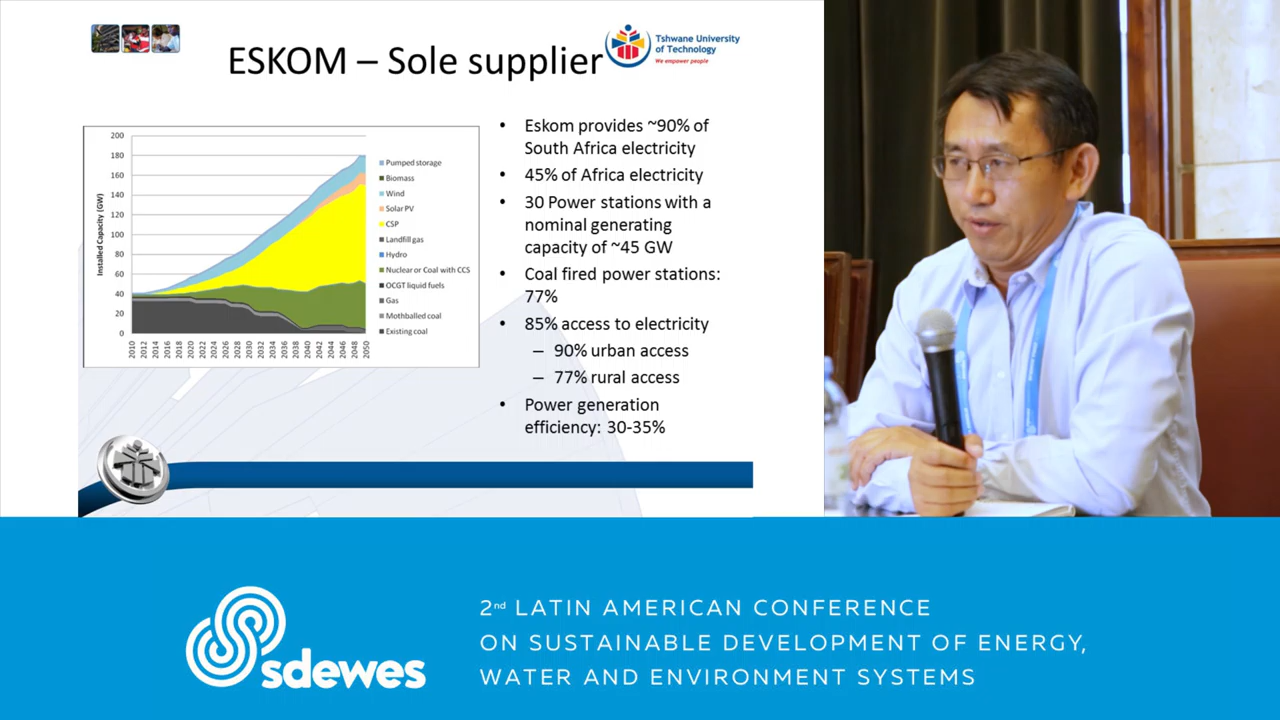 ESKOM – Sole supplier
Tshwane University
of Technology
We empower people
200
180
160
140
120
100
80
60
40
20
0
Installed Capacity (GW)
2010
2012
2014
2016
2018
2020
2022
2024
2026
2028
2030
2032
2034
2036
2038
2040
2042
2044
2046
2048
2050
Pumped storage
Biomass
Wind
Solar PV
CSP
Landfill gas
Hydro
Nuclear or Coal with CCS
OCGT liquid fuels
Gas
Mothballed coal
Existing coal
• Eskom provides ~90% of
South Africa electricity
• 45% of Africa electricity
• 30 Power stations with a
nominal generating
capacity of ~45 GW
• Coal fired power stations:
77%
• 85% access to electricity
– 90% urban access
– 77% rural access
• Power generation
efficiency: 30-35%
sdewes
2nd LATIN AMERICAN CONFERENCE
ON SUSTAINABLE DEVELOPMENT OF ENERGY,
WATER AND ENVIRONMENT SYSTEMS